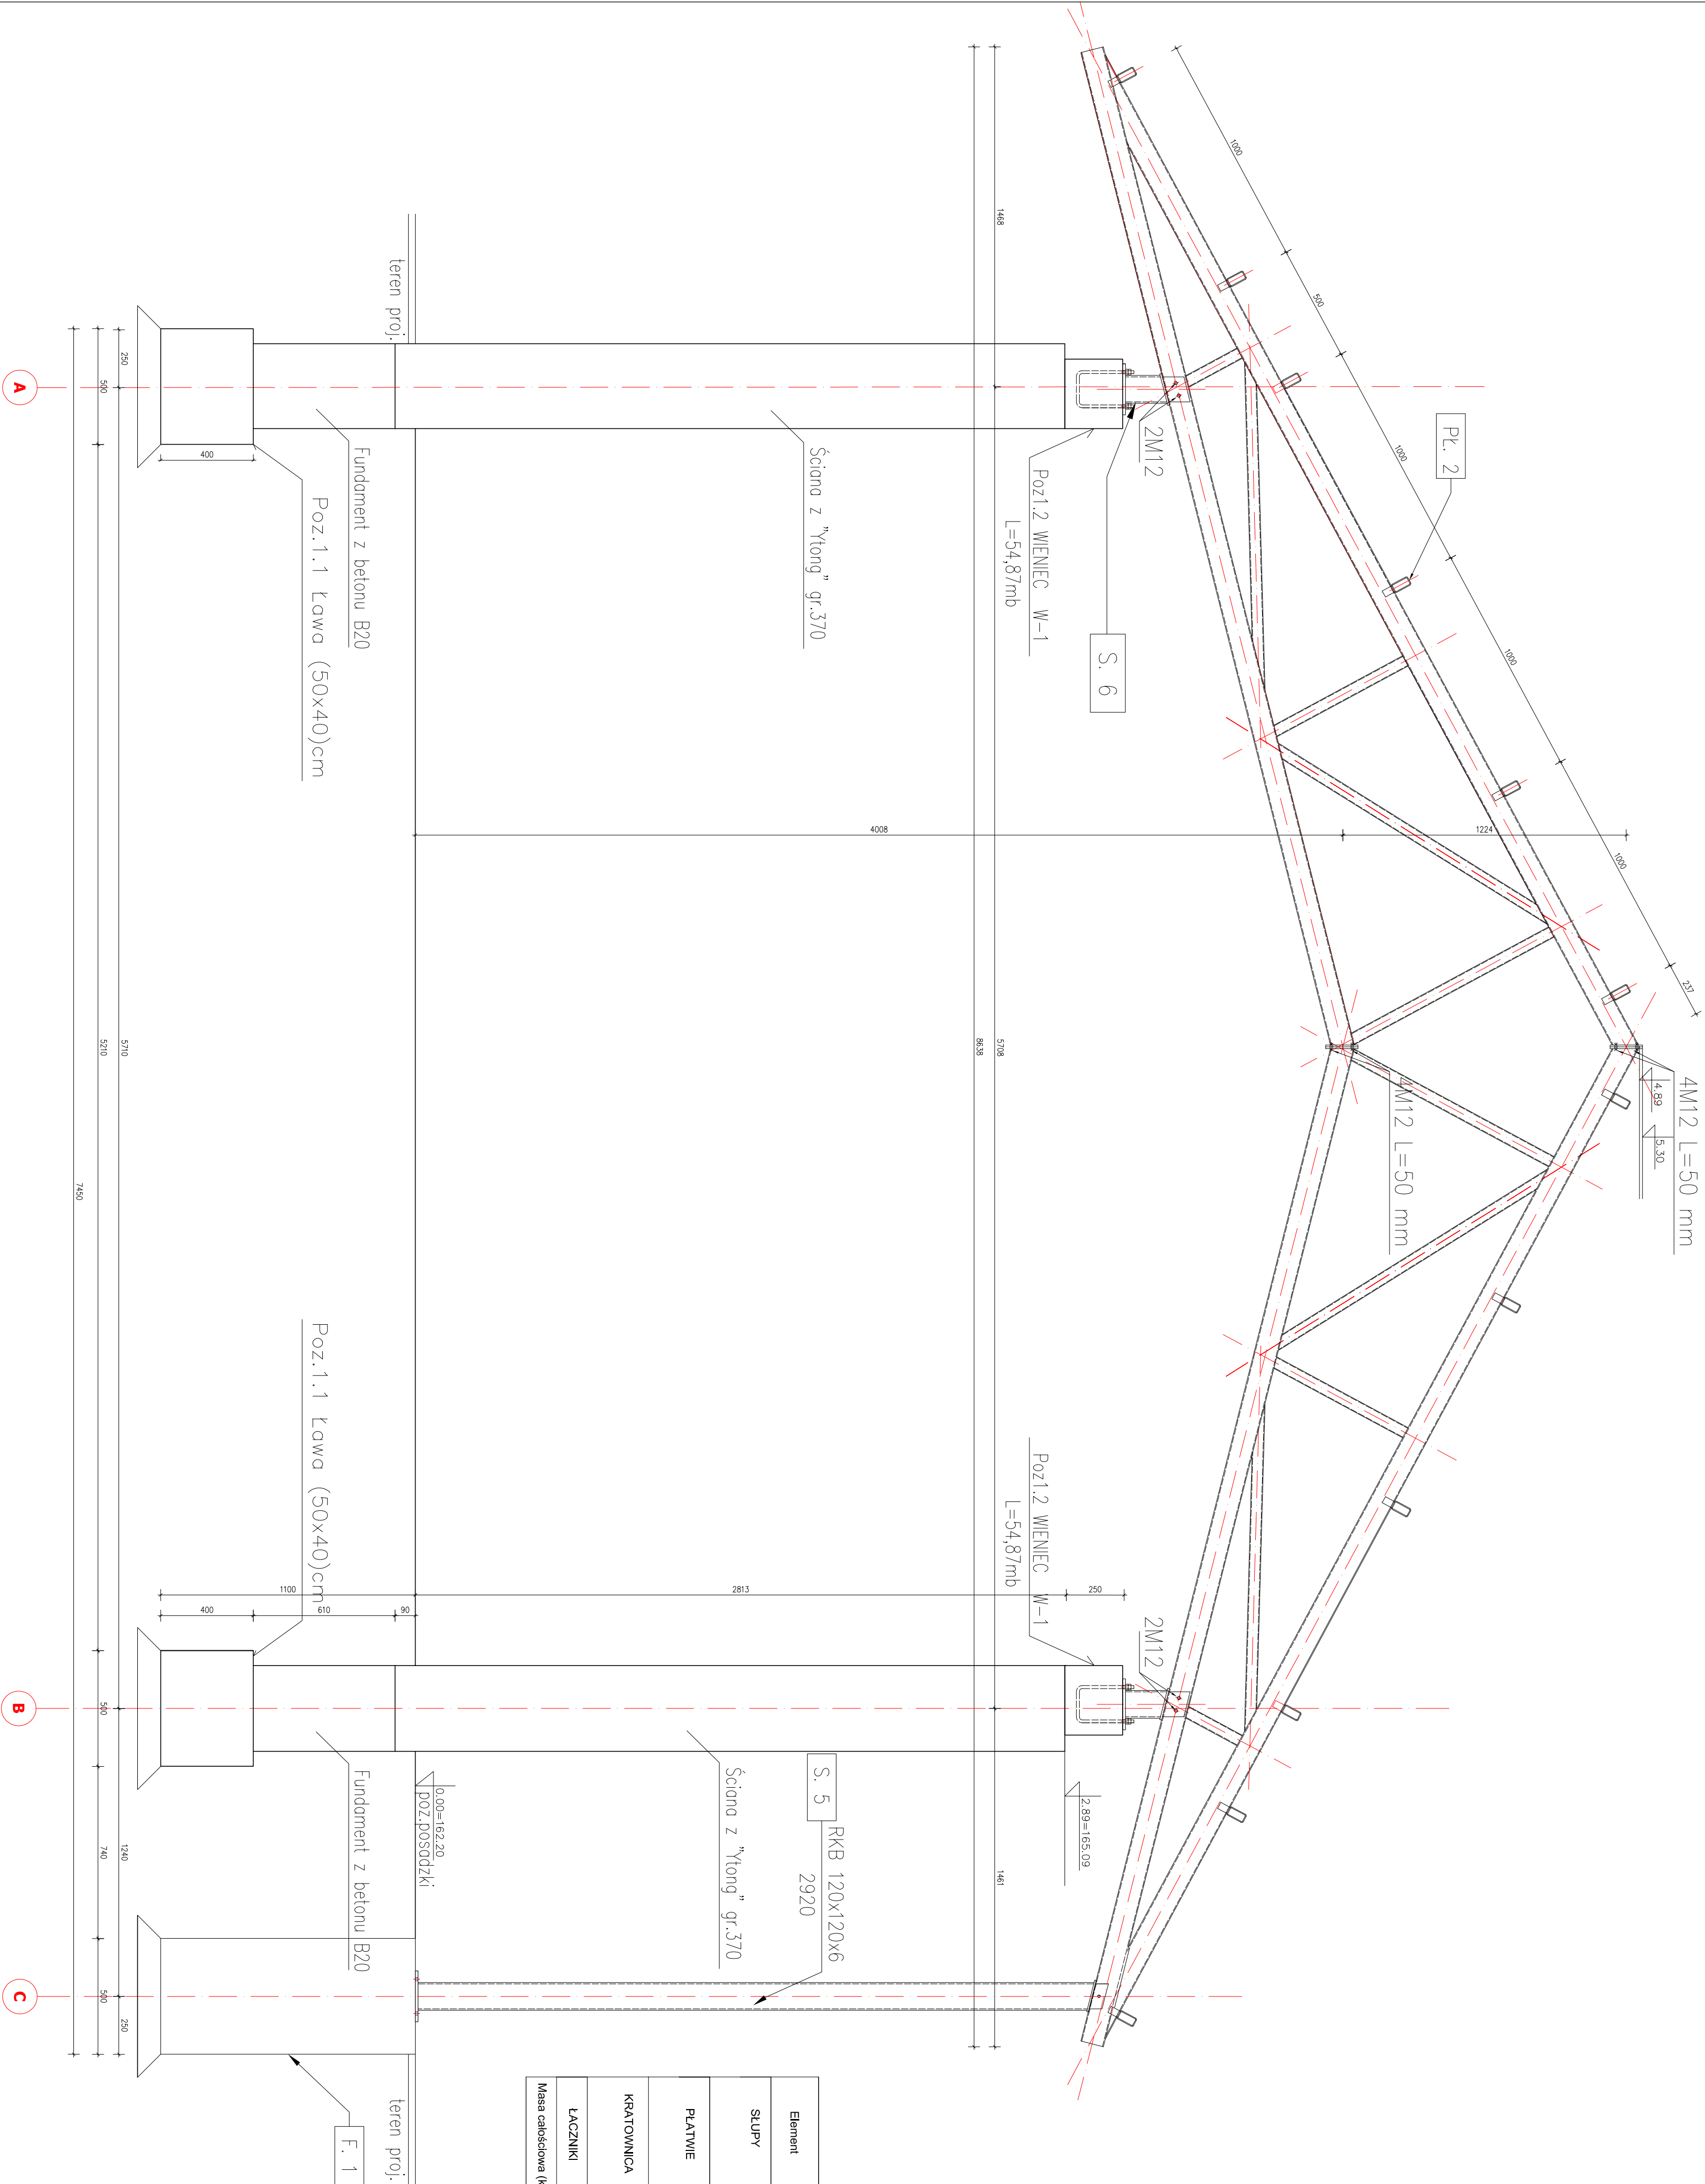 4M12 L=50 mm
4.89
5.30
4M12 L=50 mm
1000
500
1000
1000
1000
237
PŁ. 2
1224
4008
2M12
S. 6
Poz1.2 WIENIEC W-1
L=54,87mb
2M12
Poz1.2 WIENIEC W-1
L=54,87mb
2.89=165.09
1468
5708
1461
8638
Ściana z "Ytong" gr.370
S. 5
RKB 120x120x6
2920
Ściana z "Ytong" gr.370
250
2813
1100
90
610
400
0.00=162.20
poz.posadzki
teren proj.
teren proj.
Fundament z betonu B20
Poz.1.1 Ława (50x40)cm
400
Poz.1.1 Ława (50x40)cm
Fundament z betonu B20
F. 1
250
5710
1240
250
500
5210
500
740
500
7450
A
B
C
Element
SŁUPY
PŁATWIE
KRATOWNICA
ŁACZNIKI
Masa całościowa (k